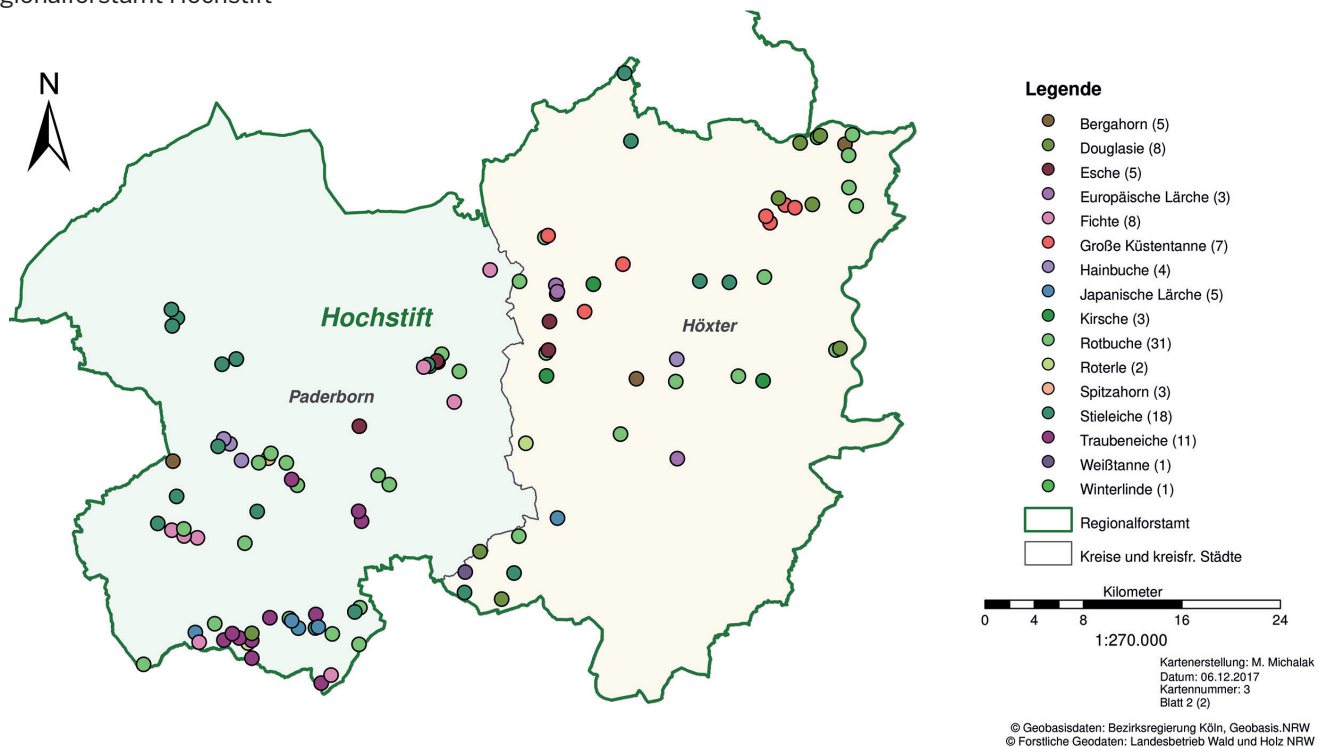 Regionalforstamt Hochstift
N
Hochstift
Paderborn
Höxter
Legende
Bergahorn (5)
Douglasie (8)
Esche (5)
Europäische Lärche (3)
Fichte (8)
Große Küstentanne (7)
Hainbuche (4)
Japanische Lärche (5)
Kirsche (3)
Rotbuche (31)
Roterle (2)
Spitzahorn (3)
Stieleiche (18)
Traubeneiche (11)
Weißtanne (1)
Winterlinde (1)
Regionalforstamt
Kreise und kreisfr. Städte
Kilometer
0 4 8 16 24
1:270.000
Kartenerstellung: M. Michalak
Datum: 06.12.2017
Kartennummer: 3
Blatt 2 (2)
© Geobasisdaten: Bezirksregierung Köln, Geobasis.NRW
© Forstliche Geodaten: Landesbetrieb Wald und Holz NRW